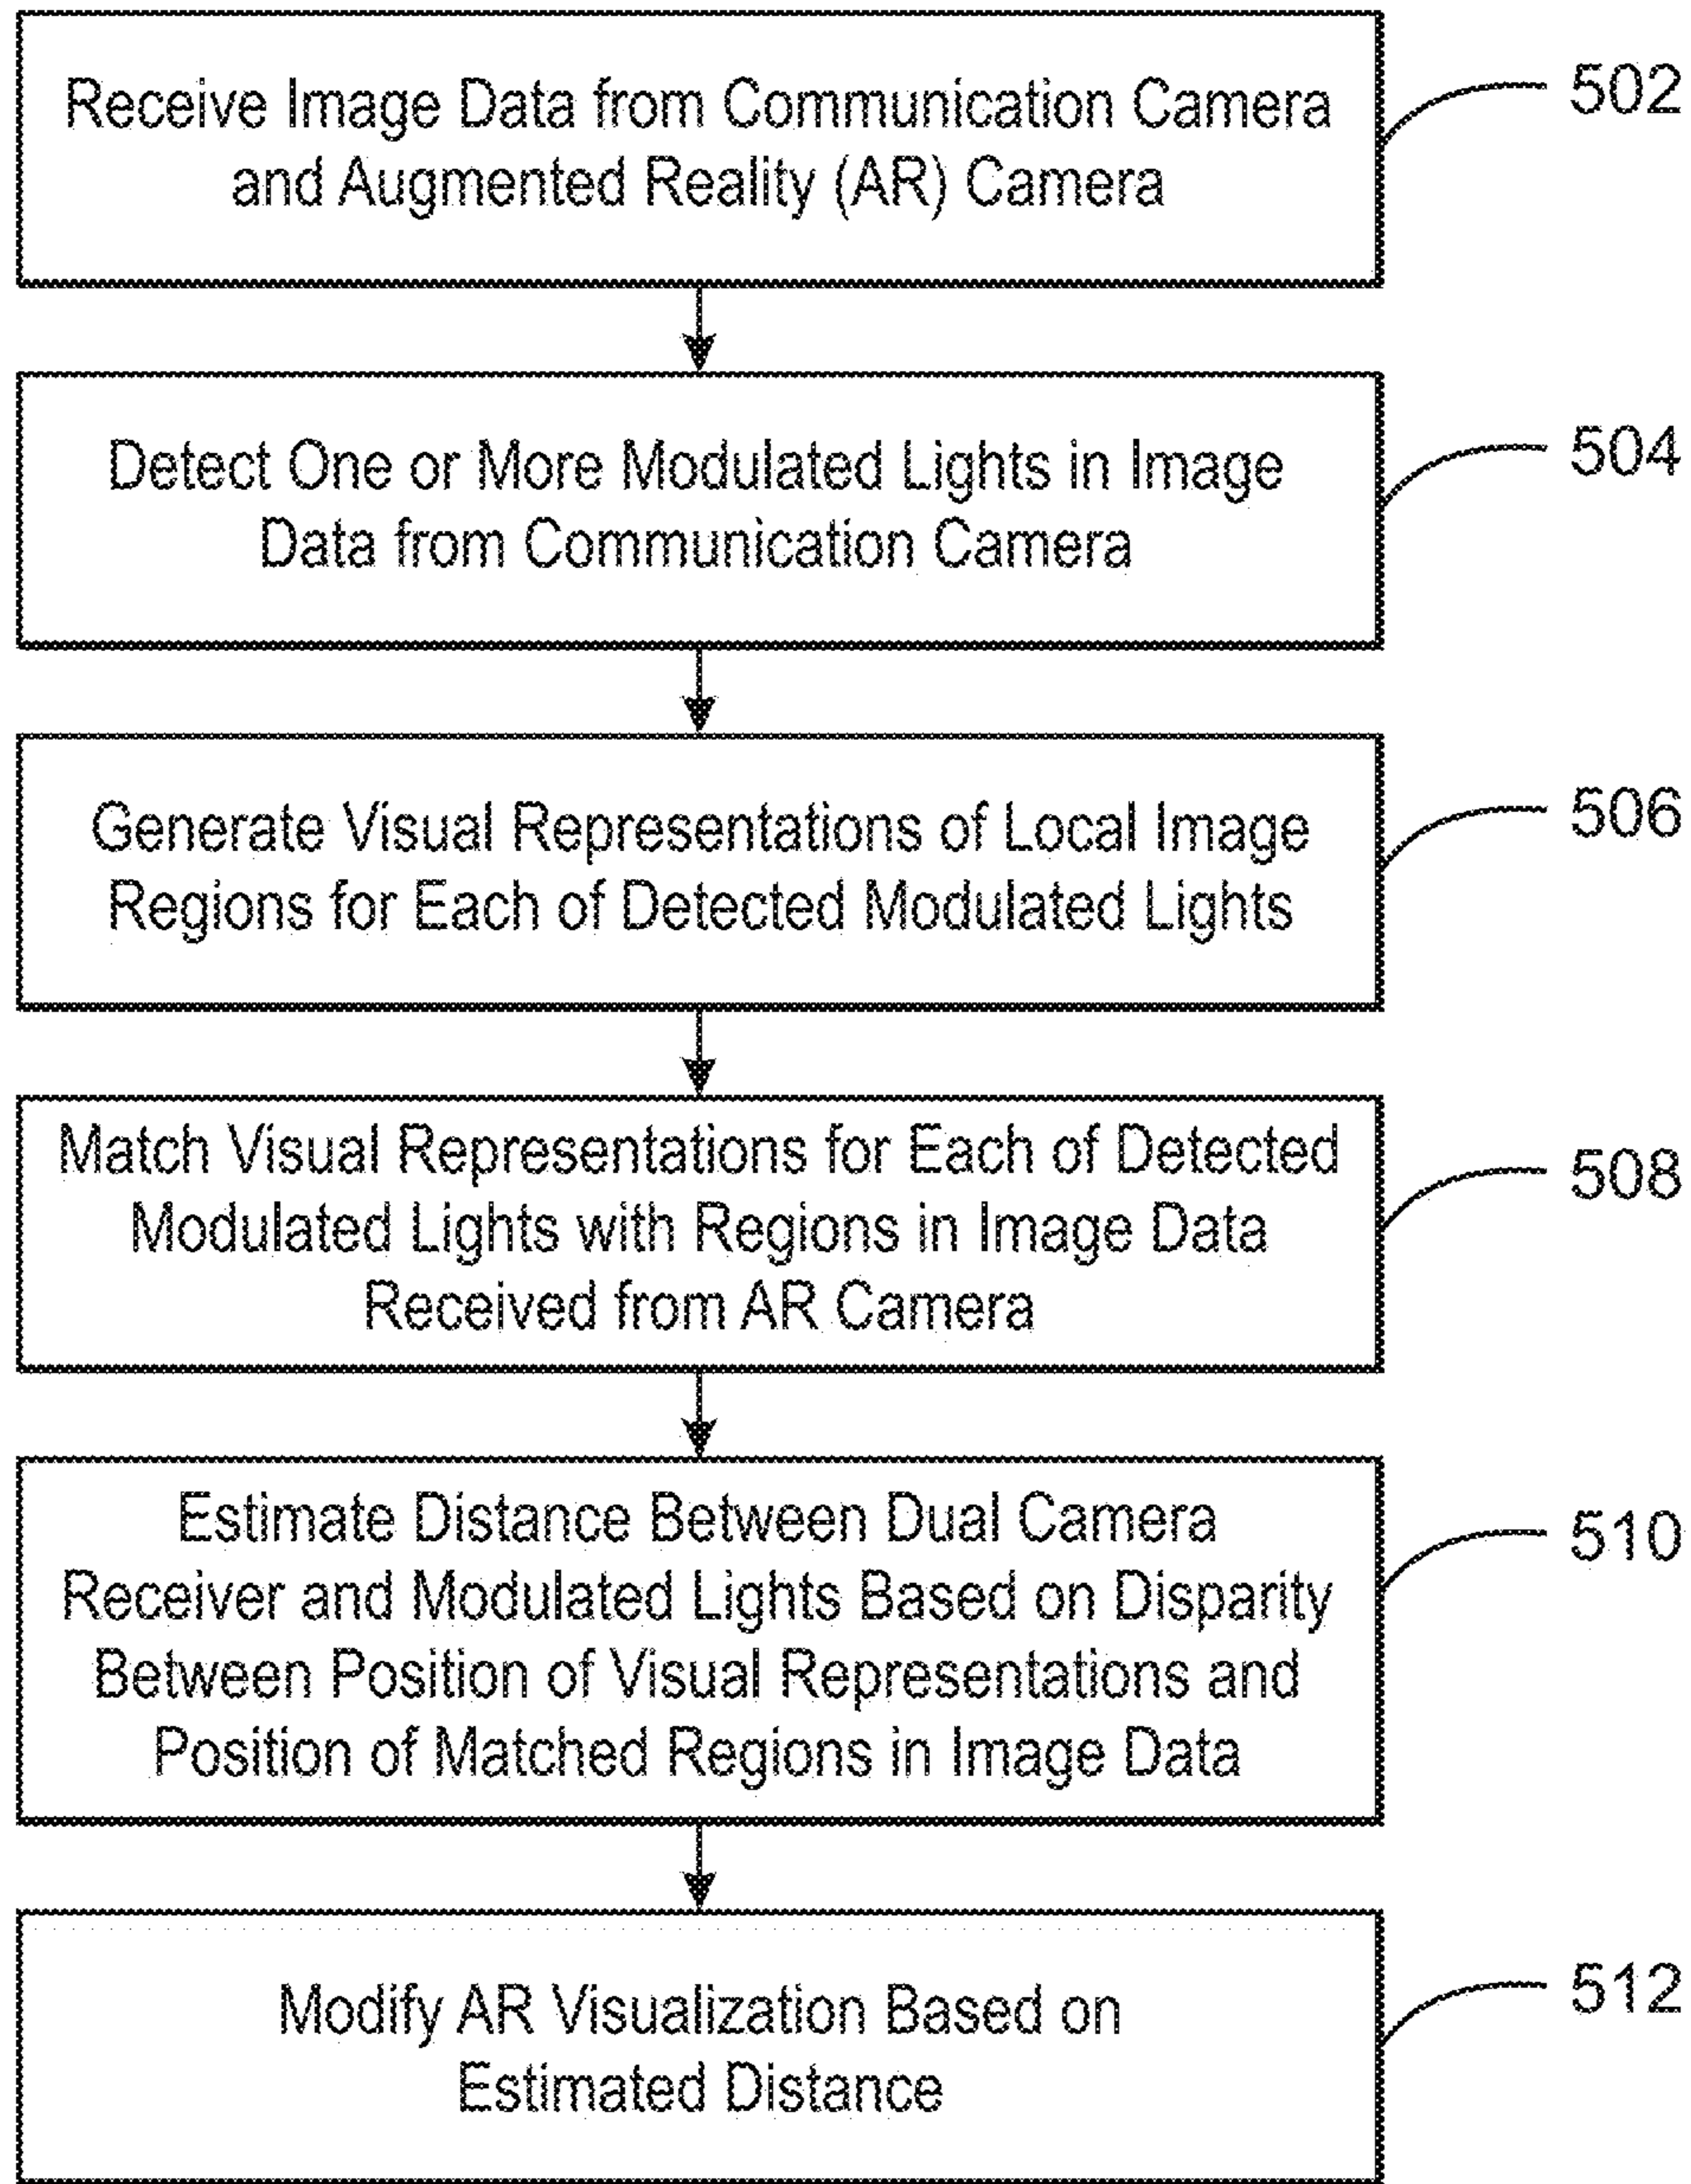 Receive Image Data from Communication Camera
and Augmented Reality (AR) Camera
502
Detect One or More Modulated Lights in Image
Data from Communication Camera
504
Generate Visual Representations of Local Image
Regions for Each of Detected Modulated Lights
506
Match Visual Representations for Each of Detected
Modulated Lights with Regions in Image Data
Received from AR Camera
508
Estimate Distance Between Dual Camera
Receiver and Modulated Lights Based on Disparity
Between Position of Visual Representations and
Position of Matched Regions in Image Data
510
Modify AR Visualization Based on
Estimated Distance
512